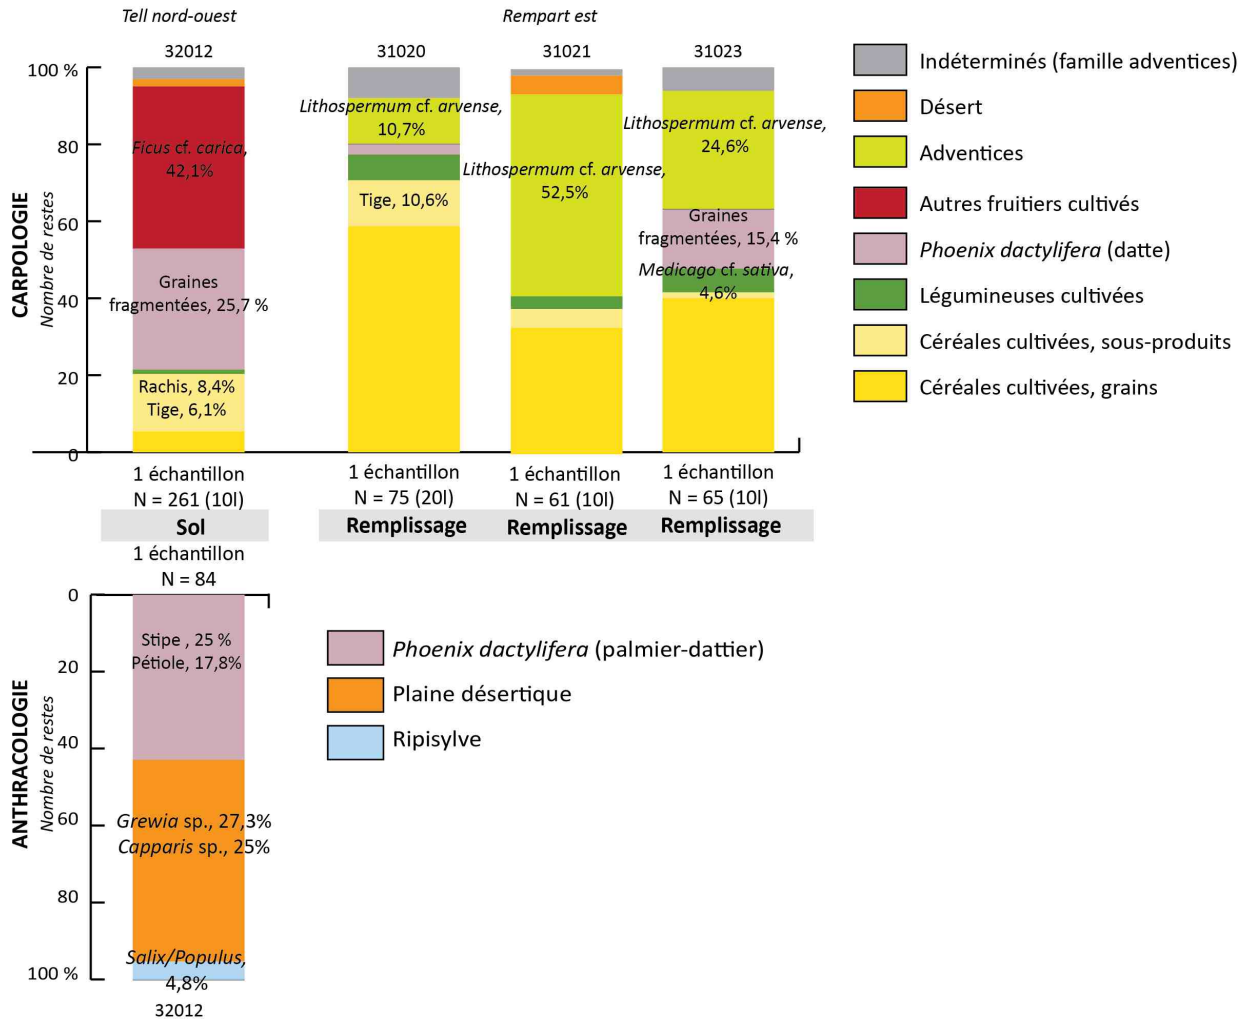 Tell nord-ouest
Rempart est
32012
31020
31021
31023
CARPOLOGIE
Nombre de restes
100 %
80
60
40
20
0
Ficus cf. carica,
42,1%
Graines
fragmentées, 25,7 %
Rachis, 8,4%
Tige, 6,1%
Lithospermum cf. arvense,
10,7%
Tige, 10,6%
Lithospermum cf. arvense,
52,5%
Lithospermum cf. arvense,
24,6%
Graines
fragmentées, 15,4 %
Medicago cf. sativa,
4,6%
Indéterminés (famille adventices)
Désert
Adventices
Autres fruitiers cultivés
Phoenix dactylifera (datte)
Légumineuses cultivées
Céréales cultivées, sous-produits
Céréales cultivées, grains
1 échantillon
N = 261 (10l)
Sol
1 échantillon
N = 75 (20l)
Remplissage
1 échantillon
N = 61 (10l)
Remplissage
1 échantillon
N = 65 (10l)
Remplissage
1 échantillon
N = 84
ANTHRACOLOGIE
Nombre de restes
0
20
40
60
80
100 %
Stipe , 25 %
Pétiole, 17,8%
Grewia sp., 27,3%
Capparis sp., 25%
Salix/Populus,
4,8%
32012
Phoenix dactylifera (palmier-dattier)
Plaine désertique
Ripisylve